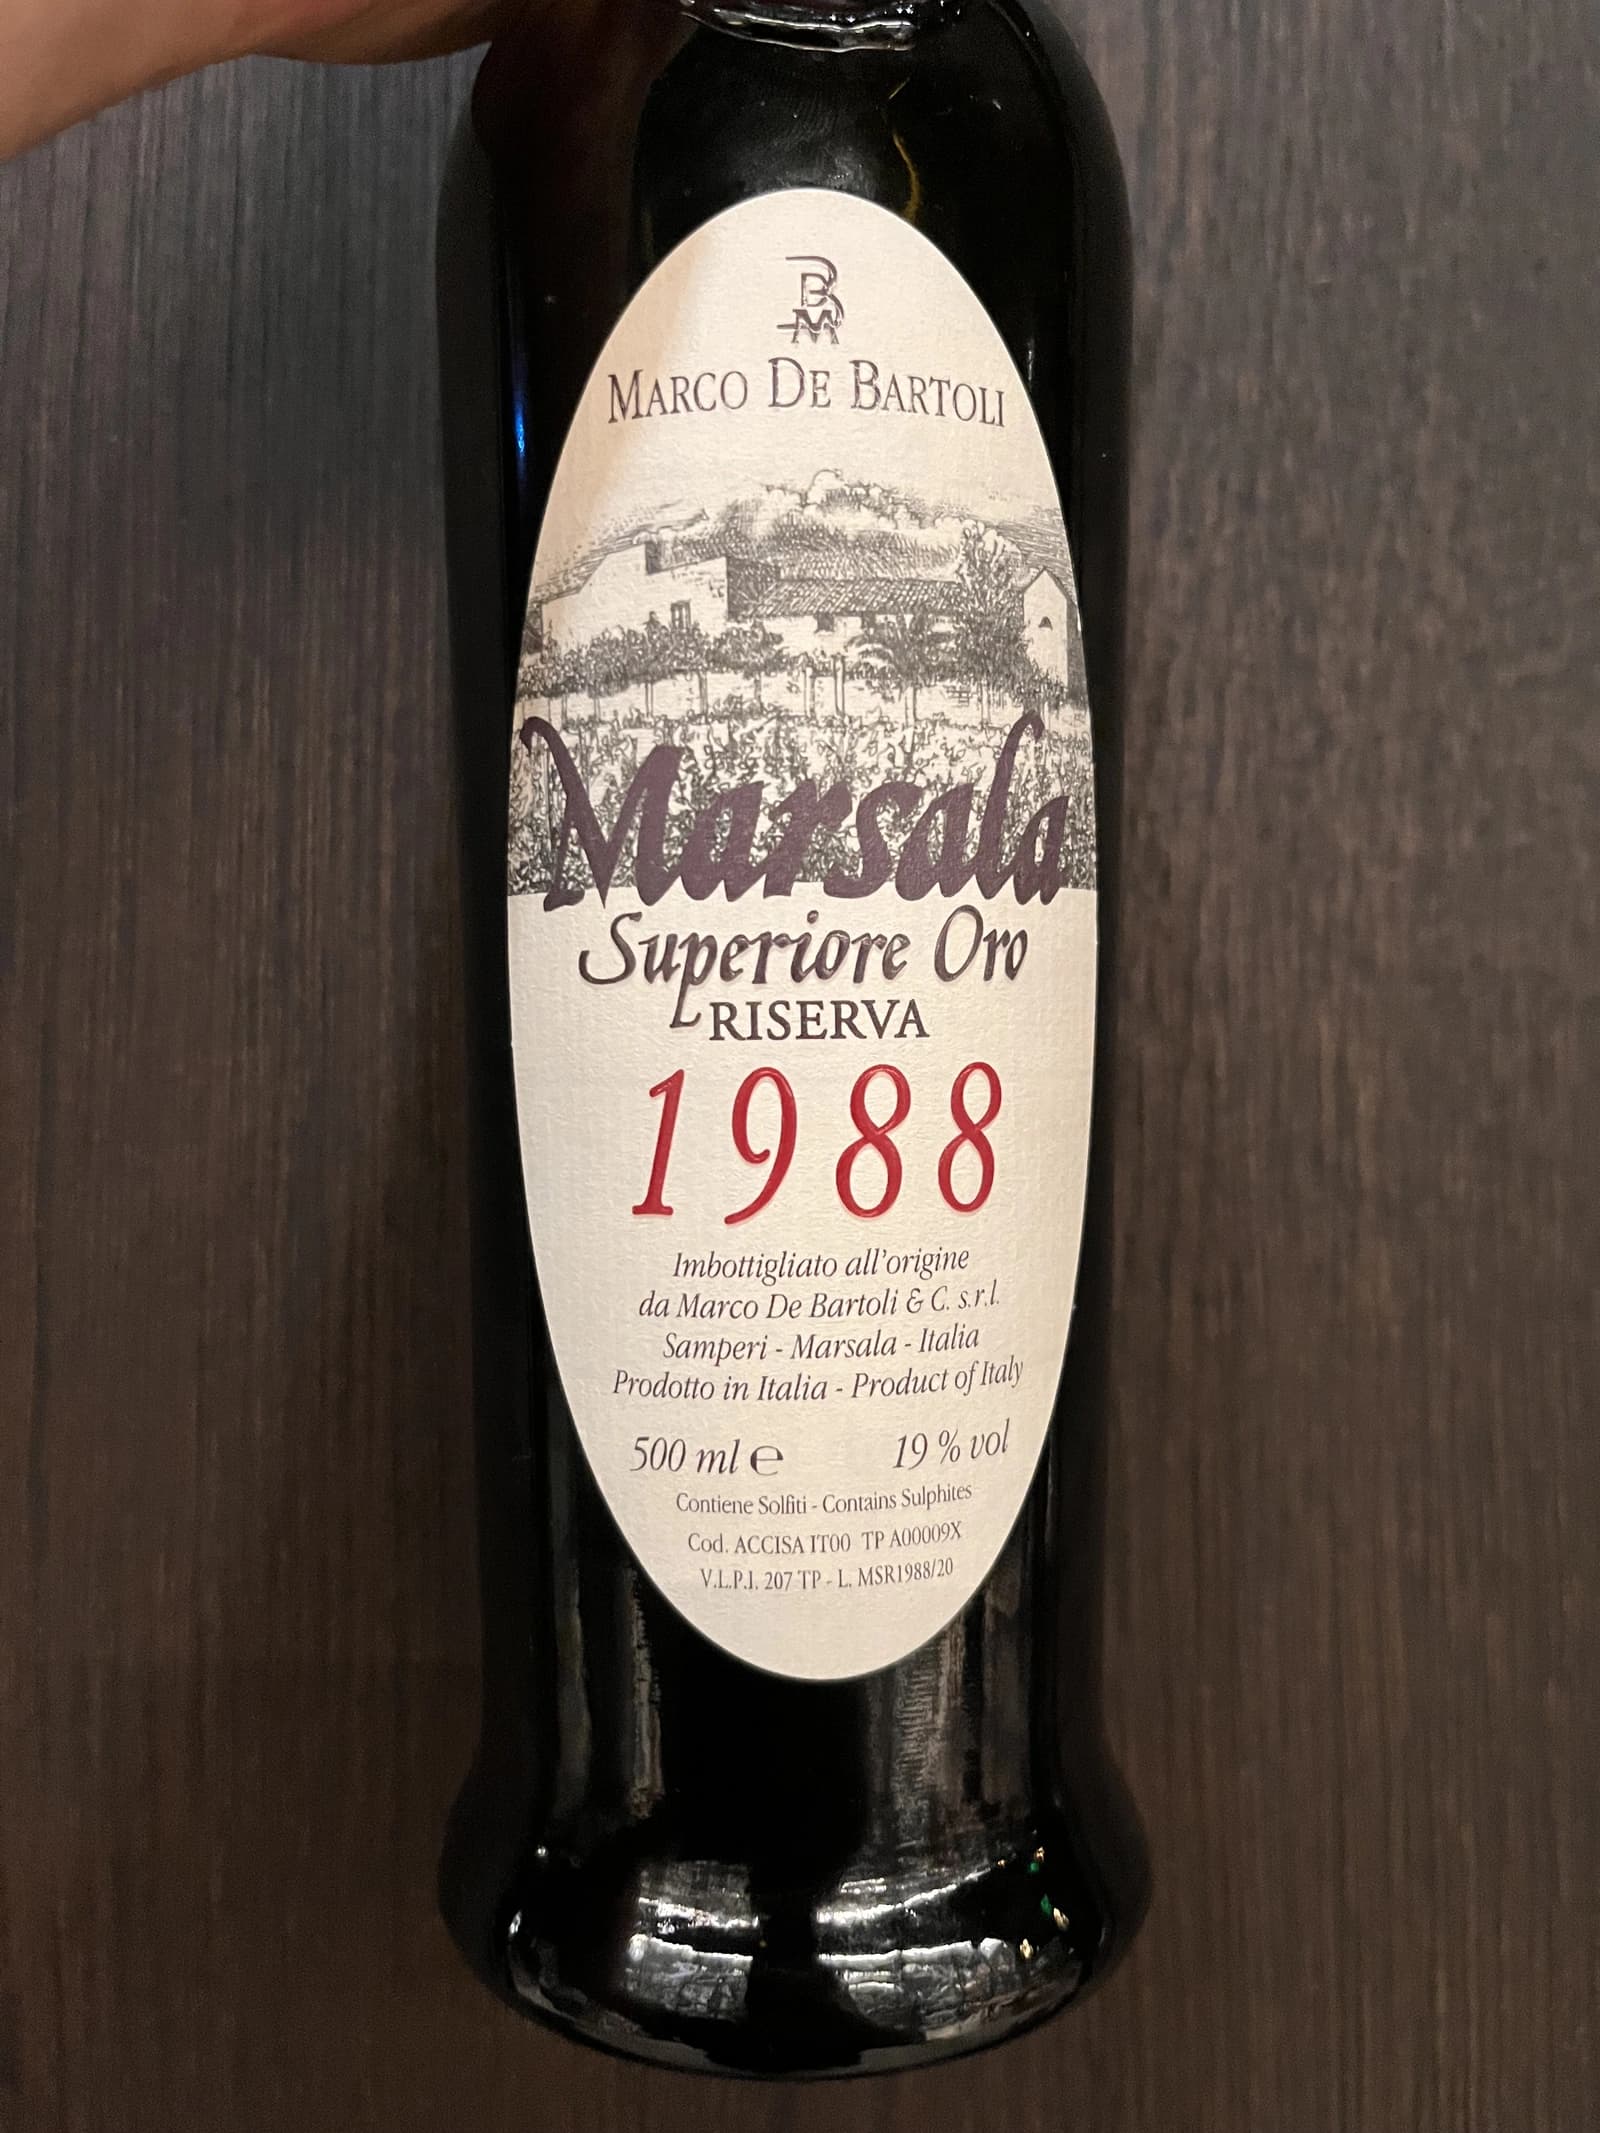 BM
MARCO DE BARTOLI
Marsala
Superiore Oro
RISERVA
1988
Imbottigliato all'origine
da Marco De Bartoli & C. s.r.l.
Samperi - Marsala - Italia
Prodotto in Italia - Product of Italy
500 ml ℮ 19 % vol
Contiene Solfiti - Contains Sulphites
Cod. ACCISA IT00 TP A00009X
V.L.P.I. 207 TP - L. MSR1988/20